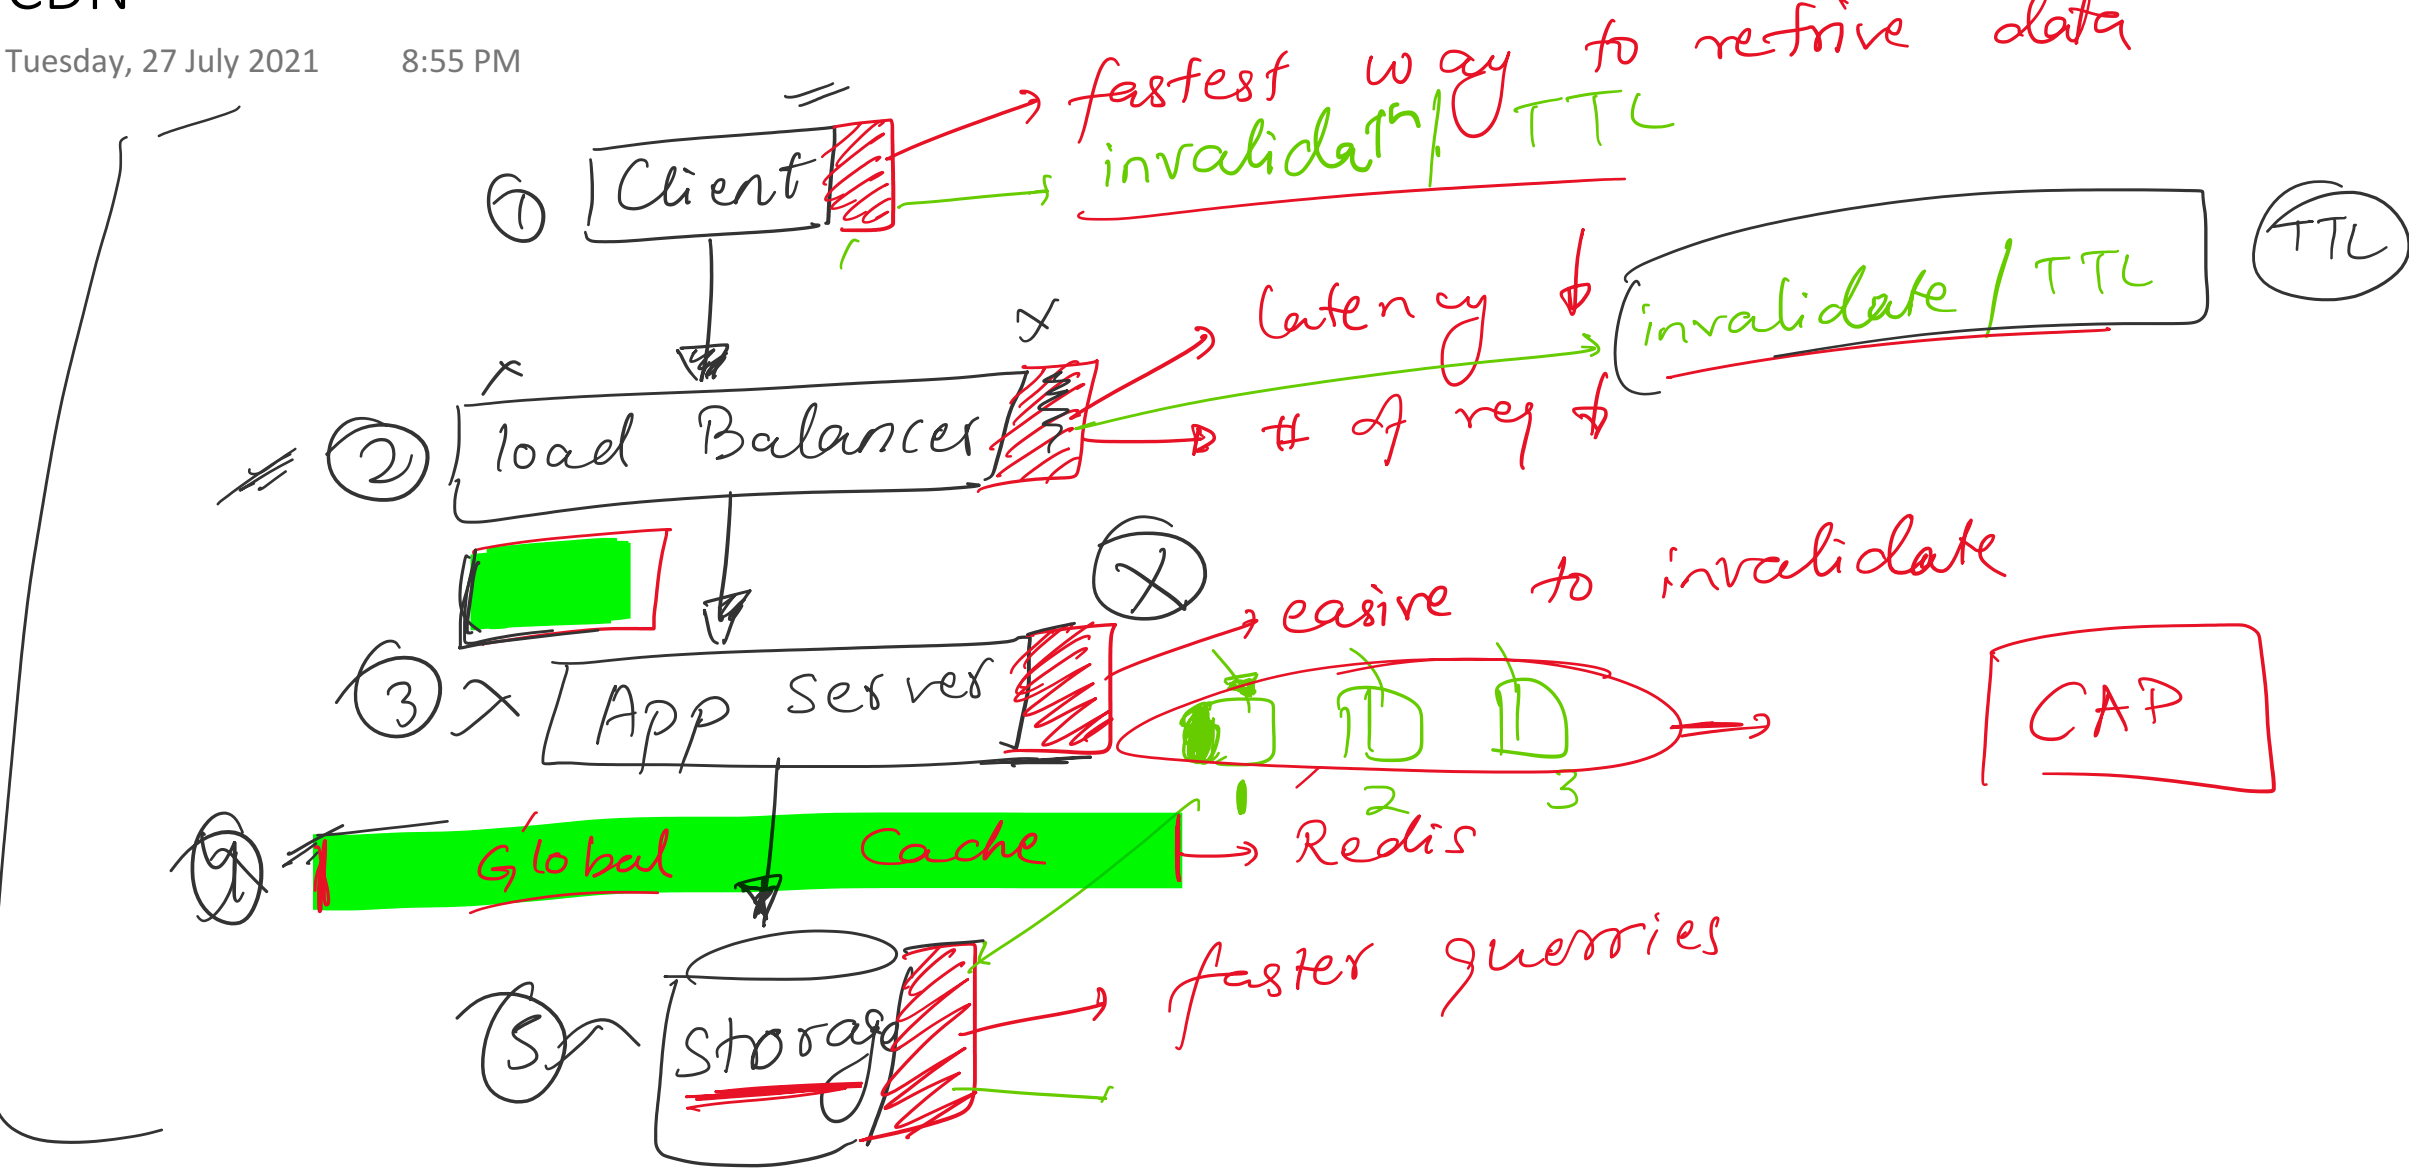 CDN
Tuesday, 27 July 2021 8:55 PM
fastest way to retrive data
invalidatn / TTL
1 Client
TTL
invalidate / TTL
latency ↓
2 load Balancer
# of req ↓
easire to invalidate
3 App server
CAP
1 2 3
4 Global Cache → Redis
faster querries
5 Storage